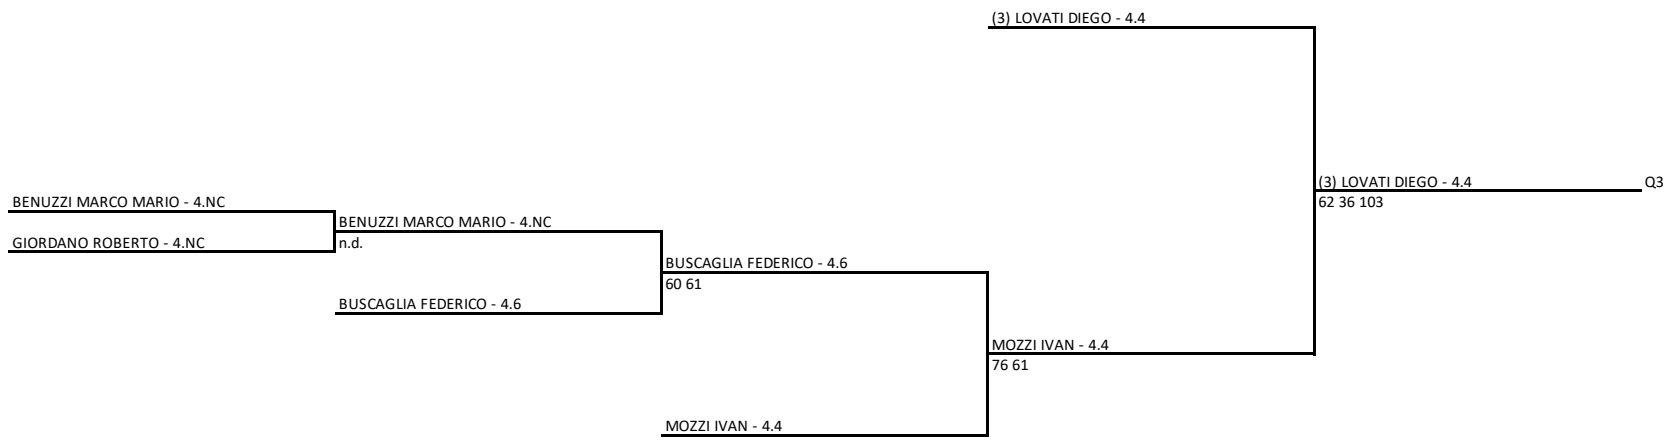 (3) LOVATI DIEGO - 4.4
(3) LOVATI DIEGO - 4.4
Q3
62 36 103
BENUZZI MARCO MARIO - 4.NC
BENUZZI MARCO MARIO - 4.NC
GIORDANO ROBERTO - 4.NC
n.d.
BUSCAGLIA FEDERICO - 4.6
60 61
BUSCAGLIA FEDERICO - 4.6
MOZZI IVAN - 4.4
76 61
MOZZI IVAN - 4.4